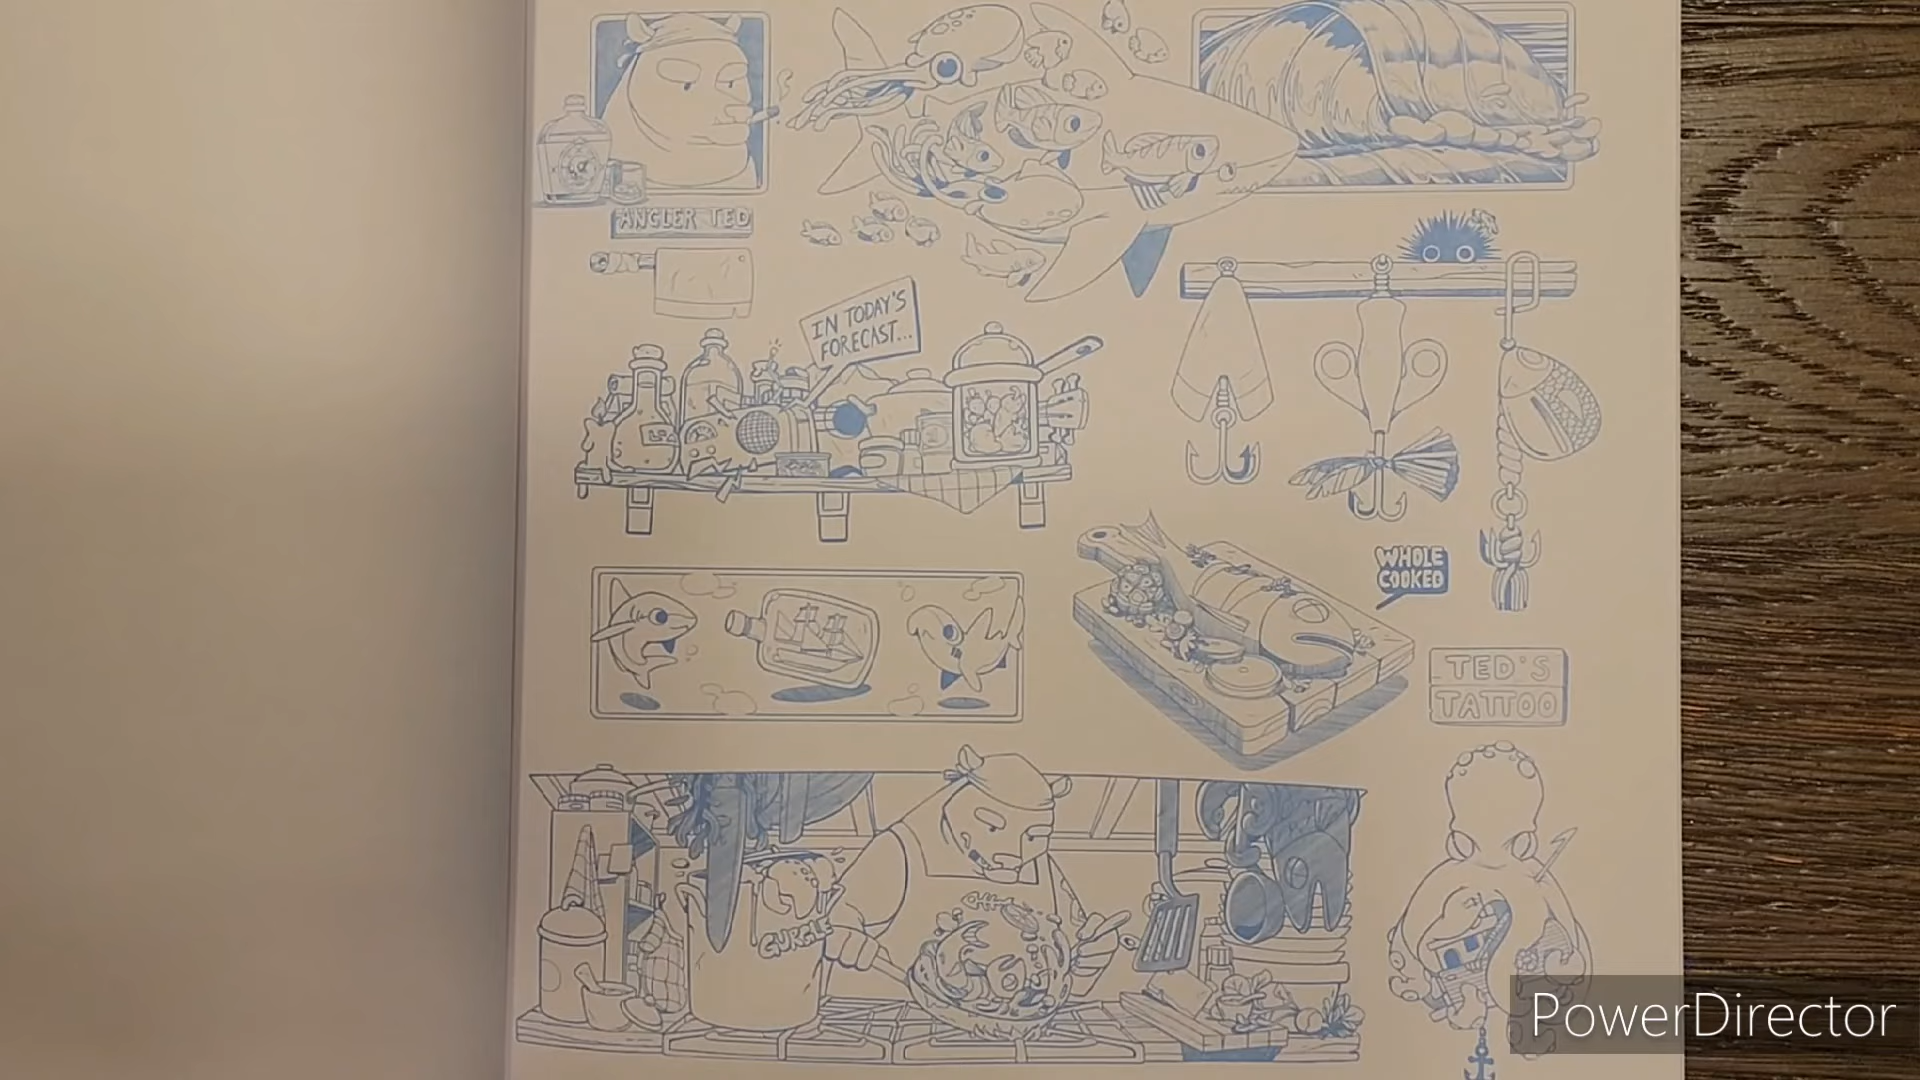 ANGLER TED
IN TODAY'S
FORECAST...
WHOLE
COOKED
TED'S
TATTOO
GURGLE
PowerDirector